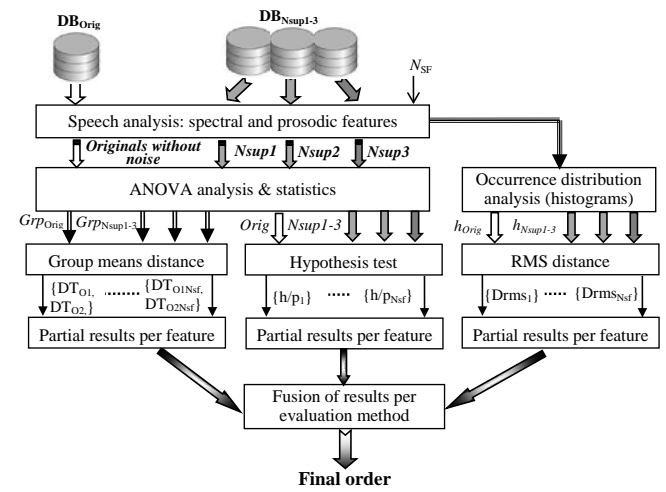 DB_Orig
DB_Nsup1-3
N_SF
Speech analysis: spectral and prosodic features
Originals without
noise
Nsup1
Nsup2
Nsup3
ANOVA analysis & statistics
Occurrence distribution
analysis (histograms)
Grp_Orig
Grp_Nsup1-3
Orig
Nsup1-3
h_Orig
h_Nsup1-3
Group means distance
Hypothesis test
RMS distance
{DT_O1,
DT_O2,}
........
{DT_O1Nsf,
DT_O2Nsf}
{h/p_1}
.....
{h/p_Nsf}
{Drms_1}
.....
{Drms_Nsf}
Partial results per feature
Partial results per feature
Partial results per feature
Fusion of results per
evaluation method
Final order